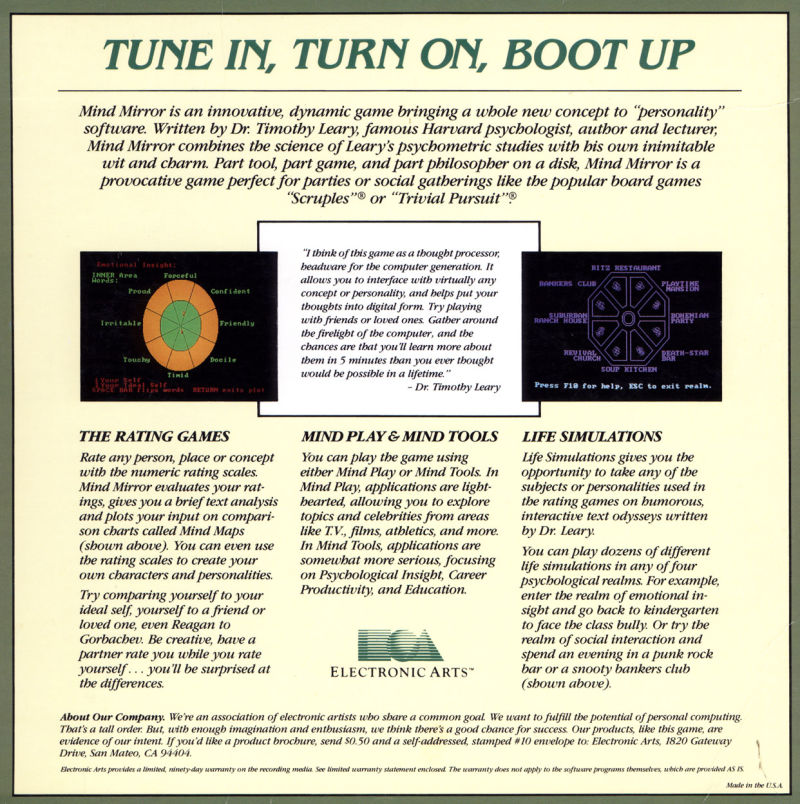 TUNE IN, TURN ON, BOOT UP
Mind Mirror is an innovative, dynamic game bringing a whole new concept to “personality”
software. Written by Dr. Timothy Leary, famous Harvard psychologist, author and lecturer,
Mind Mirror combines the science of Leary’s psychometric studies with his own inimitable
wit and charm. Part tool, part game, and part philosopher on a disk, Mind Mirror is a
provocative game perfect for parties or social gatherings like the popular board games
“Scruples”® or “Trivial Pursuit”®.
Emotional Insight:
INNER Area
Words:
Forceful
Proud
Confident
Irritable
Friendly
Touchy
Docile
Timid
Your Self
Your Ideal Self
SPACE BAR flips words RETURN exits plot
“I think of this game as a thought processor,
headware for the computer generation. It
allows you to interface with virtually any
concept or personality, and helps put your
thoughts into digital form. Try playing
with friends or loved ones. Gather around
the firelight of the computer, and the
chances are that you’ll learn more about
them in 5 minutes than you ever thought
would be possible in a lifetime.”
– Dr. Timothy Leary
RITZ RESTAURANT
BANKERS CLUB
PLAYTIME
MANSION
SUBURBAN
RANCH HOUSE
BOHEMIAN
PARTY
REVIVAL
CHURCH
DEATH-STAR
BAR
SOUP KITCHEN
Press F10 for help, ESC to exit realm.
THE RATING GAMES
Rate any person, place or concept
with the numeric rating scales.
Mind Mirror evaluates your rat-
ings, gives you a brief text analysis
and plots your input on compari-
son charts called Mind Maps
(shown above). You can even use
the rating scales to create your
own characters and personalities.
Try comparing yourself to your
ideal self, yourself to a friend or
loved one, even Reagan to
Gorbachev. Be creative, have a
partner rate you while you rate
yourself . . . you’ll be surprised at
the differences.
MIND PLAY & MIND TOOLS
You can play the game using
either Mind Play or Mind Tools. In
Mind Play, applications are light-
hearted, allowing you to explore
topics and celebrities from areas
like T.V., films, athletics, and more.
In Mind Tools, applications are
somewhat more serious, focusing
on Psychological Insight, Career
Productivity, and Education.
ELECTRONIC ARTS™
LIFE SIMULATIONS
Life Simulations gives you the
opportunity to take any of the
subjects or personalities used in
the rating games on humorous,
interactive text odysseys written
by Dr. Leary.
You can play dozens of different
life simulations in any of four
psychological realms. For example,
enter the realm of emotional in-
sight and go back to kindergarten
to face the class bully. Or try the
realm of social interaction and
spend an evening in a punk rock
bar or a snooty bankers club
(shown above).
About Our Company. We’re an association of electronic artists who share a common goal. We want to fulfill the potential of personal computing.
That’s a tall order. But, with enough imagination and enthusiasm, we think there’s a good chance for success. Our products, like this game, are
evidence of our intent. If you’d like a product brochure, send $0.50 and a self-addressed, stamped #10 envelope to: Electronic Arts, 1820 Gateway
Drive, San Mateo, CA 94404.
Electronic Arts provides a limited, ninety-day warranty on the recording media. See limited warranty statement enclosed. The warranty does not apply to the software programs themselves, which are provided AS IS.
Made in the U.S.A.